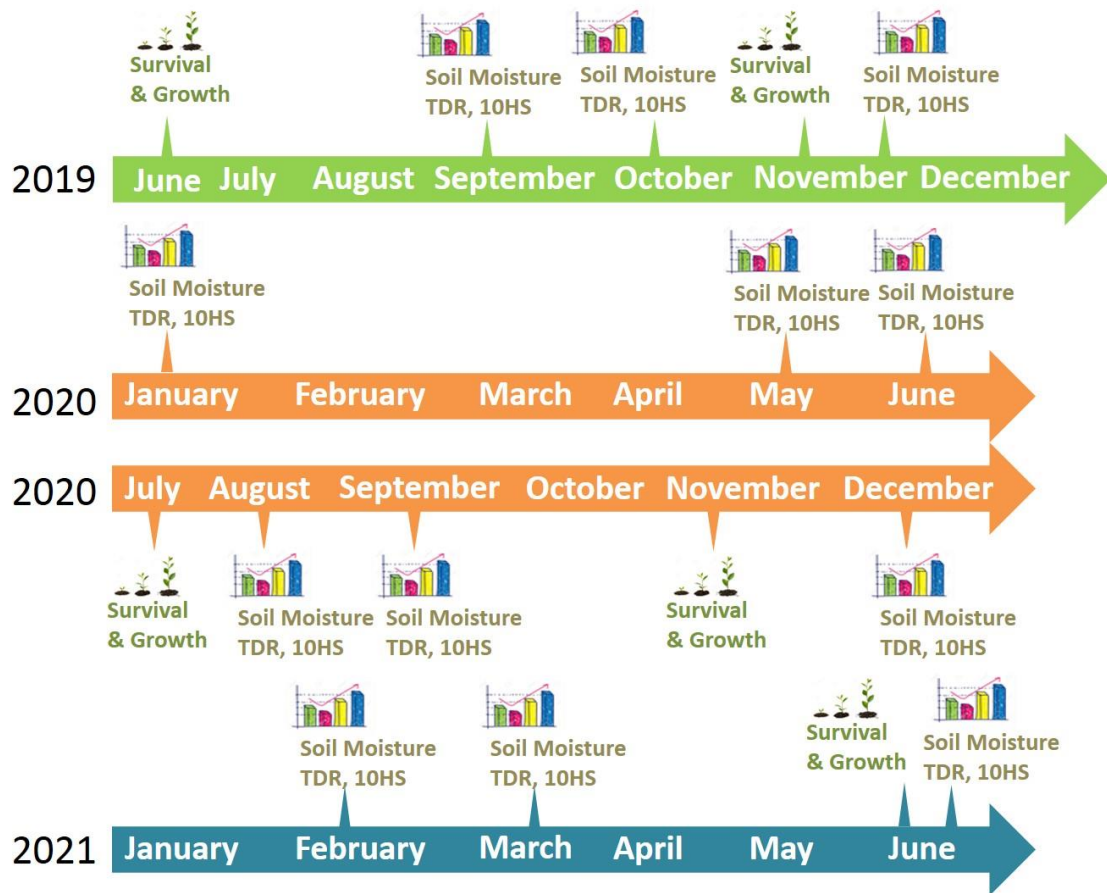 Survival
& Growth
Soil Moisture
TDR, 10HS
Soil Moisture
TDR, 10HS
Survival
& Growth
Soil Moisture
TDR, 10HS
2019 June July August September October November December
Soil Moisture
TDR, 10HS
Soil Moisture
TDR, 10HS
Soil Moisture
TDR, 10HS
2020 January February March April May June
2020 July August September October November December
Survival
& Growth
Soil Moisture
TDR, 10HS
Soil Moisture
TDR, 10HS
Survival
& Growth
Soil Moisture
TDR, 10HS
Soil Moisture
TDR, 10HS
Soil Moisture
TDR, 10HS
Survival
& Growth
Soil Moisture
TDR, 10HS
2021 January February March April May June